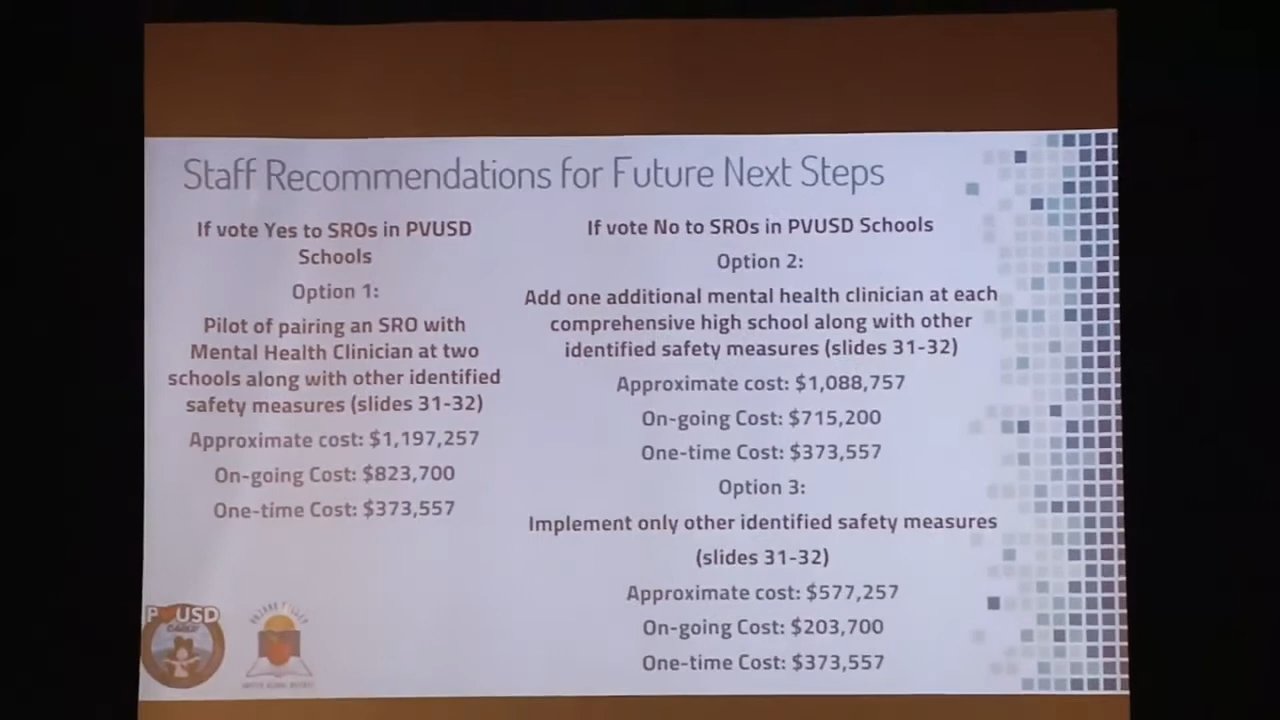 Staff Recommendations for Future Next Steps
If vote Yes to SROs in PVUSD
Schools
Option 1:
Pilot of pairing an SRO with
Mental Health Clinician at two
schools along with other identified
safety measures (slides 31-32)
Approximate cost: $1,197,257
On-going Cost: $823,700
One-time Cost: $373,557
If vote No to SROs in PVUSD Schools
Option 2:
Add one additional mental health clinician at each
comprehensive high school along with other
identified safety measures (slides 31-32)
Approximate cost: $1,088,757
On-going Cost: $715,200
One-time Cost: $373,557
Option 3:
Implement only other identified safety measures
(slides 31-32)
Approximate cost: $577,257
On-going Cost: $203,700
One-time Cost: $373,557